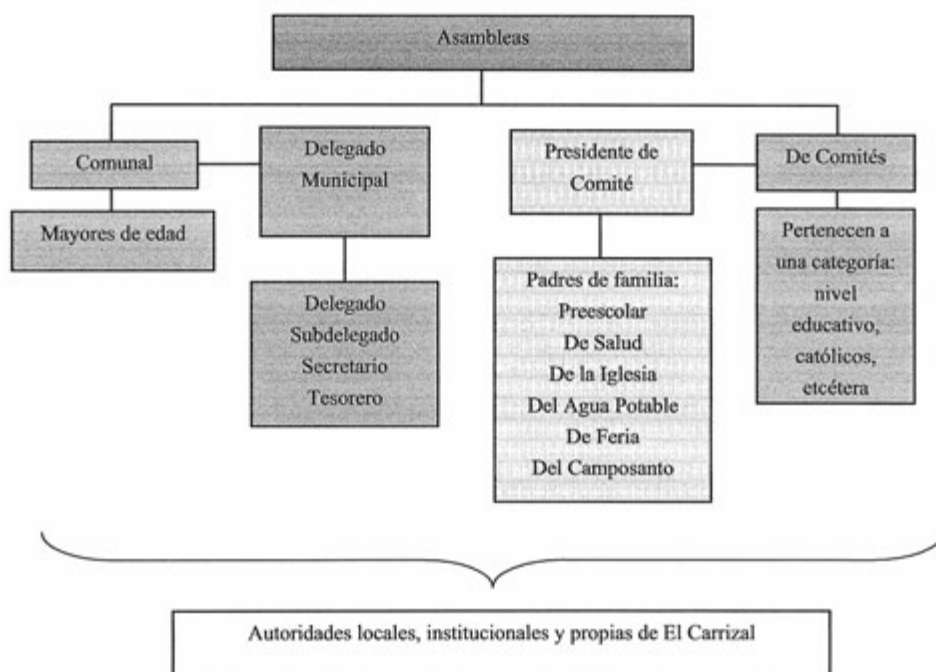 Asambleas
Comunal
Mayores de edad
Delegado
Municipal
Delegado
Subdelegado
Secretario
Tesorero
Presidente de
Comité
Padres de familia:
Preescolar
De Salud
De la Iglesia
Del Agua Potable
De Feria
Del Camposanto
De Comités
Pertenecen a
una categoría:
nivel
educativo,
católicos,
etcétera
Autoridades locales, institucionales y propias de El Carrizal